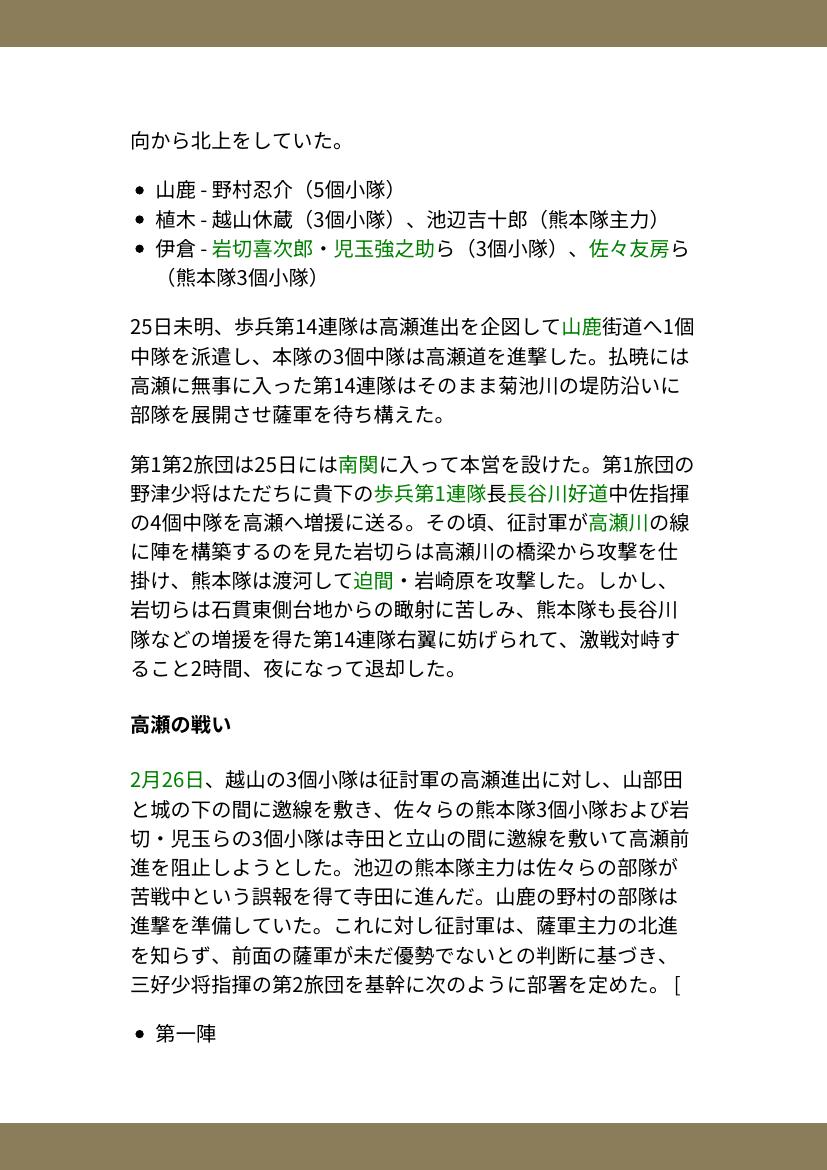 向から北上をしていた。
● 山鹿 - 野村忍介（5個小隊）
● 植木 - 越山休蔵（3個小隊）、池辺吉十郎（熊本隊主力）
● 伊倉 - 岩切喜次郎・児玉強之助ら（3個小隊）、佐々友房ら
（熊本隊3個小隊）
25日未明、歩兵第14連隊は高瀬進出を企図して山鹿街道へ1個
中隊を派遣し、本隊の3個中隊は高瀬道を進撃した。払暁には
高瀬に無事に入った第14連隊はそのまま菊池川の堤防沿いに
部隊を展開させ薩軍を待ち構えた。
第1第2旅団は25日には南関に入って本営を設けた。第1旅団の
野津少将はただちに貴下の歩兵第1連隊長長谷川好道中佐指揮
の4個中隊を高瀬へ増援に送る。その頃、征討軍が高瀬川の線
に陣を構築するのを見た岩切らは高瀬川の橋梁から攻撃を仕
掛け、熊本隊は渡河して迫間・岩崎原を攻撃した。しかし、
岩切らは石貫東側台地からの瞰射に苦しみ、熊本隊も長谷川
隊などの増援を得た第14連隊右翼に妨げられて、激戦対峙す
ること2時間、夜になって退却した。
高瀬の戦い
2月26日、越山の3個小隊は征討軍の高瀬進出に対し、山部田
と城の下の間に邀線を敷き、佐々らの熊本隊3個小隊および岩
切・児玉らの3個小隊は寺田と立山の間に邀線を敷いて高瀬前
進を阻止しようとした。池辺の熊本隊主力は佐々らの部隊が
苦戦中という誤報を得て寺田に進んだ。山鹿の野村の部隊は
進撃を準備していた。これに対し征討軍は、薩軍主力の北進
を知らず、前面の薩軍が未だ優勢でないとの判断に基づき、
三好少将指揮の第2旅団を基幹に次のように部署を定めた。 [
● 第一陣